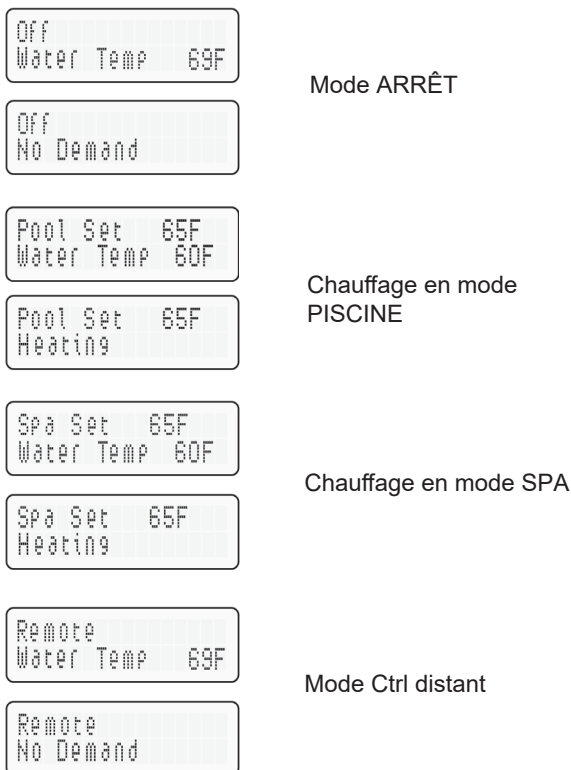 Off
Water Temp 69F
Mode ARRÊT
Off
No Demand
Pool Set 65F
Water Temp 60F
Chauffage en mode
PISCINE
Pool Set 65F
Heating
Spa Set 65F
Water Temp 60F
Chauffage en mode SPA
Spa Set 65F
Heating
Remote
Water Temp 69F
Mode Ctrl distant
Remote
No Demand